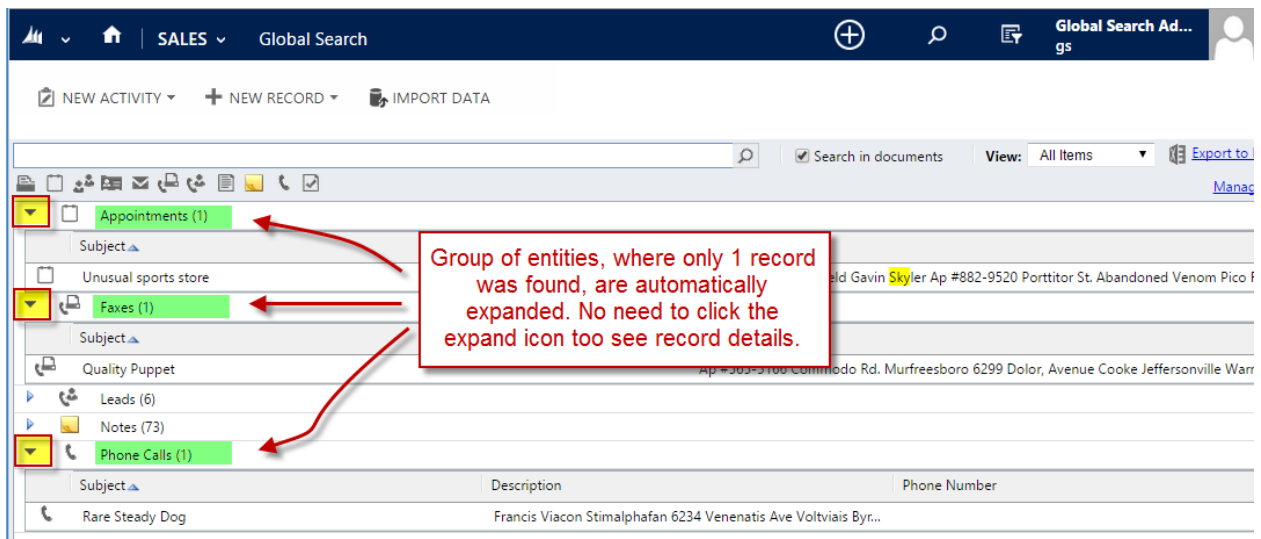 SALES Global Search Global Search Ad...
gs
NEW ACTIVITY NEW RECORD IMPORT DATA
Search in documents View: All Items Export to
Manag
Appointments (1)
Subject
Unusual sports store eld Gavin Skyler Ap #882-9520 Porttitor St. Abandoned Venom Pico
Faxes (1)
Subject
Quality Puppet Ap #565-5166 Commodo Rd. Murfreesboro 6299 Dolor, Avenue Cooke Jeffersonville Warr
Leads (6)
Notes (73)
Phone Calls (1)
Subject Description Phone Number
Rare Steady Dog Francis Viacon Stimalphafan 6234 Venenatis Ave Voltviais Byr...
Group of entities, where only 1 record
was found, are automatically
expanded. No need to click the
expand icon too see record details.